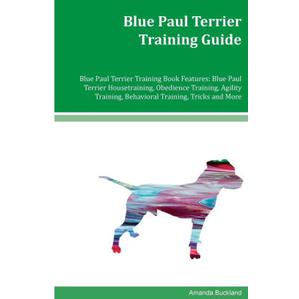 Blue Paul Terrier
Training Guide
Blue Paul Terrier Training Book Features: Blue Paul
Terrier Housetraining, Obedience Training, Agility
Training, Behavioral Training, Tricks and More
Amanda Buckland